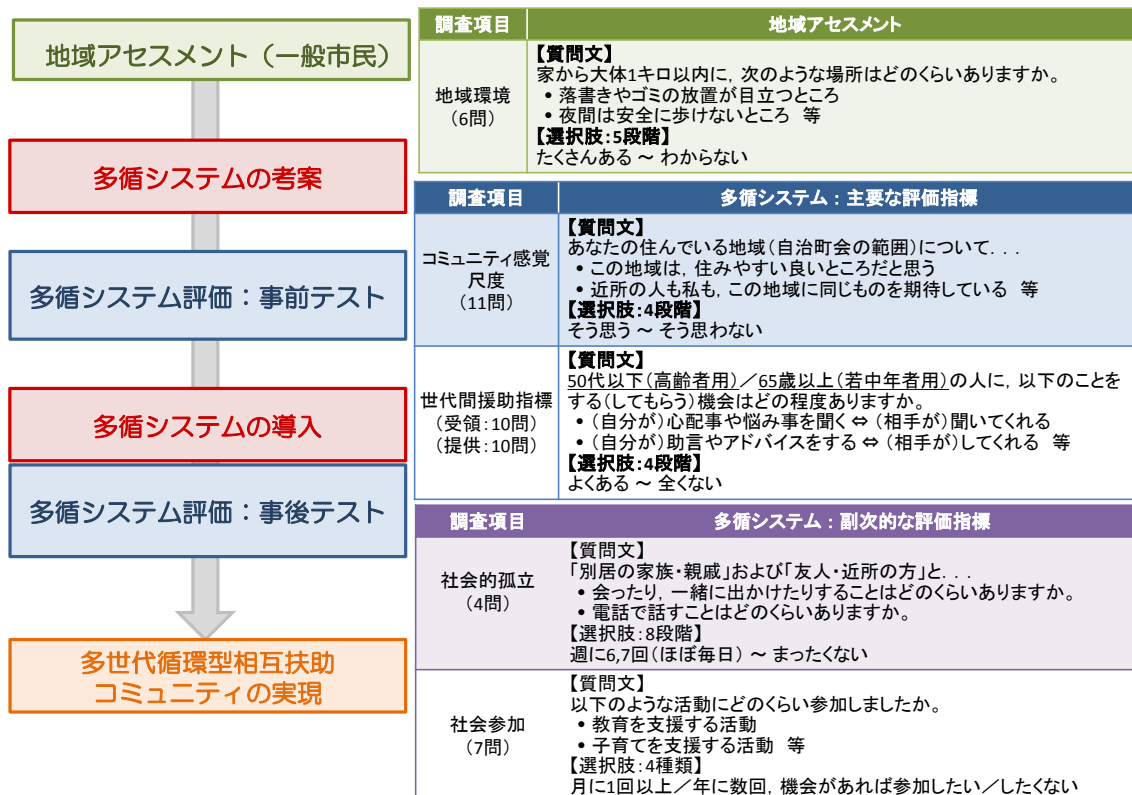 地域アセスメント（一般市民）
多循システムの考案
多循システム評価：事前テスト
多循システムの導入
多循システム評価：事後テスト
多世代循環型相互扶助
コミュニティの実現
調査項目 地域アセスメント
地域環境
（6問）
【質問文】
家から大体1キロ以内に，次のような場所はどのくらいありますか。
• 落書きやゴミの放置が目立つところ
• 夜間は安全に歩けないところ 等
【選択肢：5段階】
たくさんある ～ わからない
調査項目 多循システム：主要な評価指標
コミュニティ感覚
尺度
（11問）
【質問文】
あなたの住んでいる地域（自治町会の範囲）について．．．
• この地域は，住みやすい良いところだと思う
• 近所の人も私も，この地域に同じものを期待している 等
【選択肢：4段階】
そう思う ～ そう思わない
世代間援助指標
（受領：10問）
（提供：10問）
【質問文】
50代以下（高齢者用）／65歳以上（若中年者用）の人に，以下のことを
する（してもらう）機会はどの程度ありますか。
• （自分が）心配事や悩み事を聞く ⇔ （相手が）聞いてくれる
• （自分が）助言やアドバイスをする ⇔ （相手が）してくれる 等
【選択肢：4段階】
よくある ～ 全くない
調査項目 多循システム：副次的な評価指標
社会的孤立
（4問）
【質問文】
「別居の家族・親戚」および「友人・近所の方」と．．．
• 会ったり，一緒に出かけたりすることはどのくらいありますか。
• 電話で話すことはどのくらいありますか。
【選択肢：8段階】
週に6,7回（ほぼ毎日） ～ まったくない
社会参加
（7問）
【質問文】
以下のような活動にどのくらい参加しましたか。
• 教育を支援する活動
• 子育てを支援する活動 等
【選択肢：4種類】
月に1回以上／年に数回，機会があれば参加したい／したくない